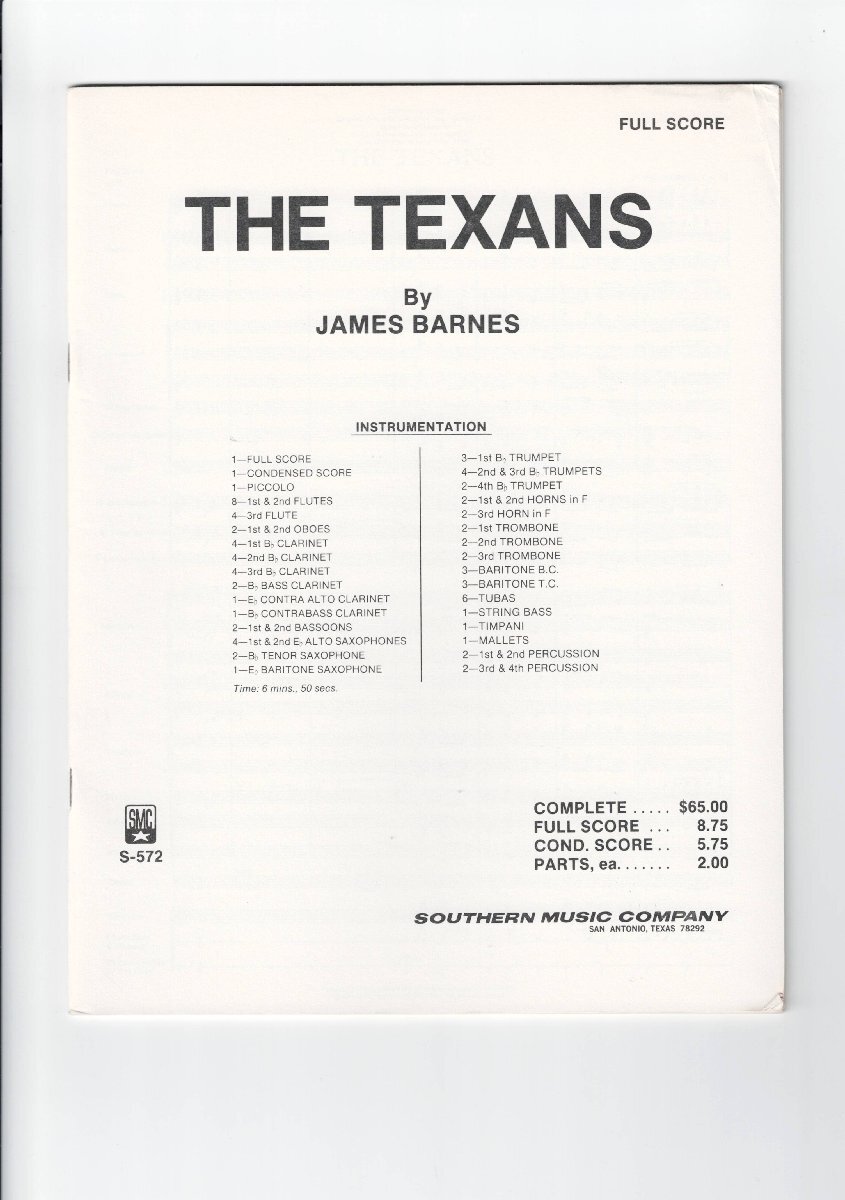 FULL SCORE
THE TEXANS
By
JAMES BARNES
INSTRUMENTATION
1—FULL SCORE
1—CONDENSED SCORE
1—PICCOLO
8—1st & 2nd FLUTES
4—3rd FLUTE
2—1st & 2nd OBOES
4—1st B♭ CLARINET
4—2nd B♭ CLARINET
4—3rd B♭ CLARINET
2—B♭ BASS CLARINET
1—E♭ CONTRA ALTO CLARINET
1—B♭ CONTRABASS CLARINET
2—1st & 2nd BASSOONS
4—1st & 2nd E♭ ALTO SAXOPHONES
2—B♭ TENOR SAXOPHONE
1—E♭ BARITONE SAXOPHONE
Time: 6 mins., 50 secs.
3—1st B♭ TRUMPET
4—2nd & 3rd B♭ TRUMPETS
2—4th B♭ TRUMPET
2—1st & 2nd HORNS in F
2—3rd HORN in F
2—1st TROMBONE
2—2nd TROMBONE
2—3rd TROMBONE
3—BARITONE B.C.
3—BARITONE T.C.
6—TUBAS
1—STRING BASS
1—TIMPANI
1—MALLETS
2—1st & 2nd PERCUSSION
2—3rd & 4th PERCUSSION
SMC
S-572
COMPLETE ..... $65.00
FULL SCORE ... 8.75
COND. SCORE .. 5.75
PARTS, ea. ...... 2.00
SOUTHERN MUSIC COMPANY
SAN ANTONIO, TEXAS 78292